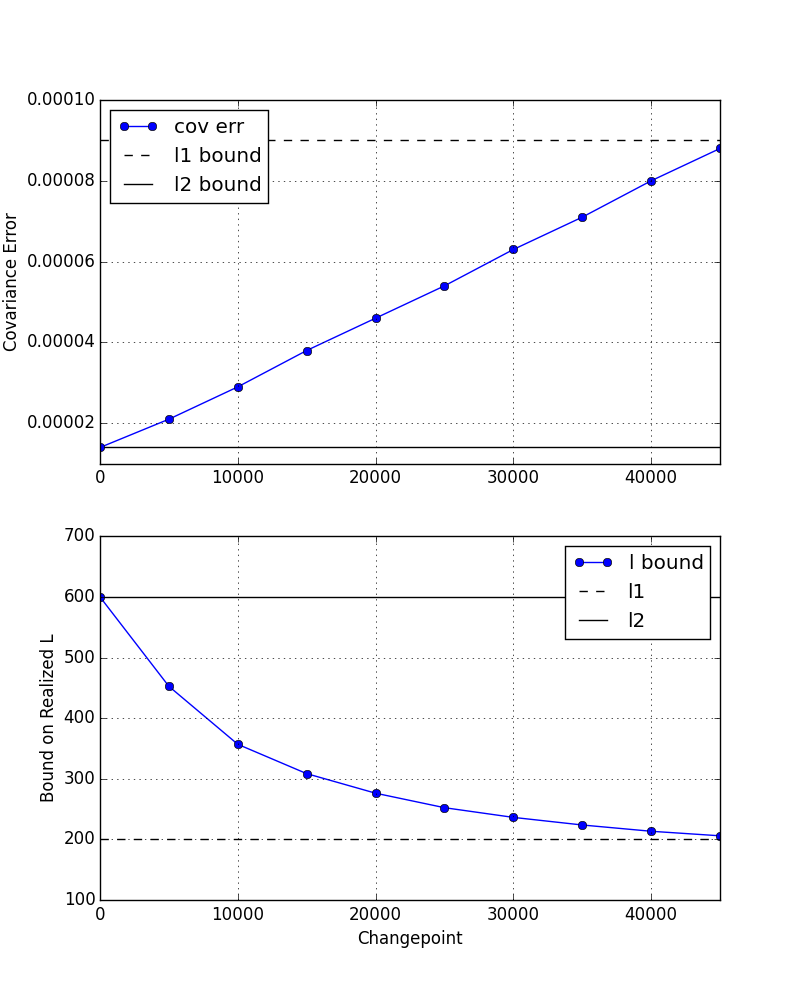 0.00010
0.00008
0.00006
0.00004
0.00002
Covariance Error
cov err
l1 bound
l2 bound
0 10000 20000 30000 40000
700
600
500
400
300
200
100
Bound on Realized L
l bound
l1
l2
0 10000 20000 30000 40000
Changepoint